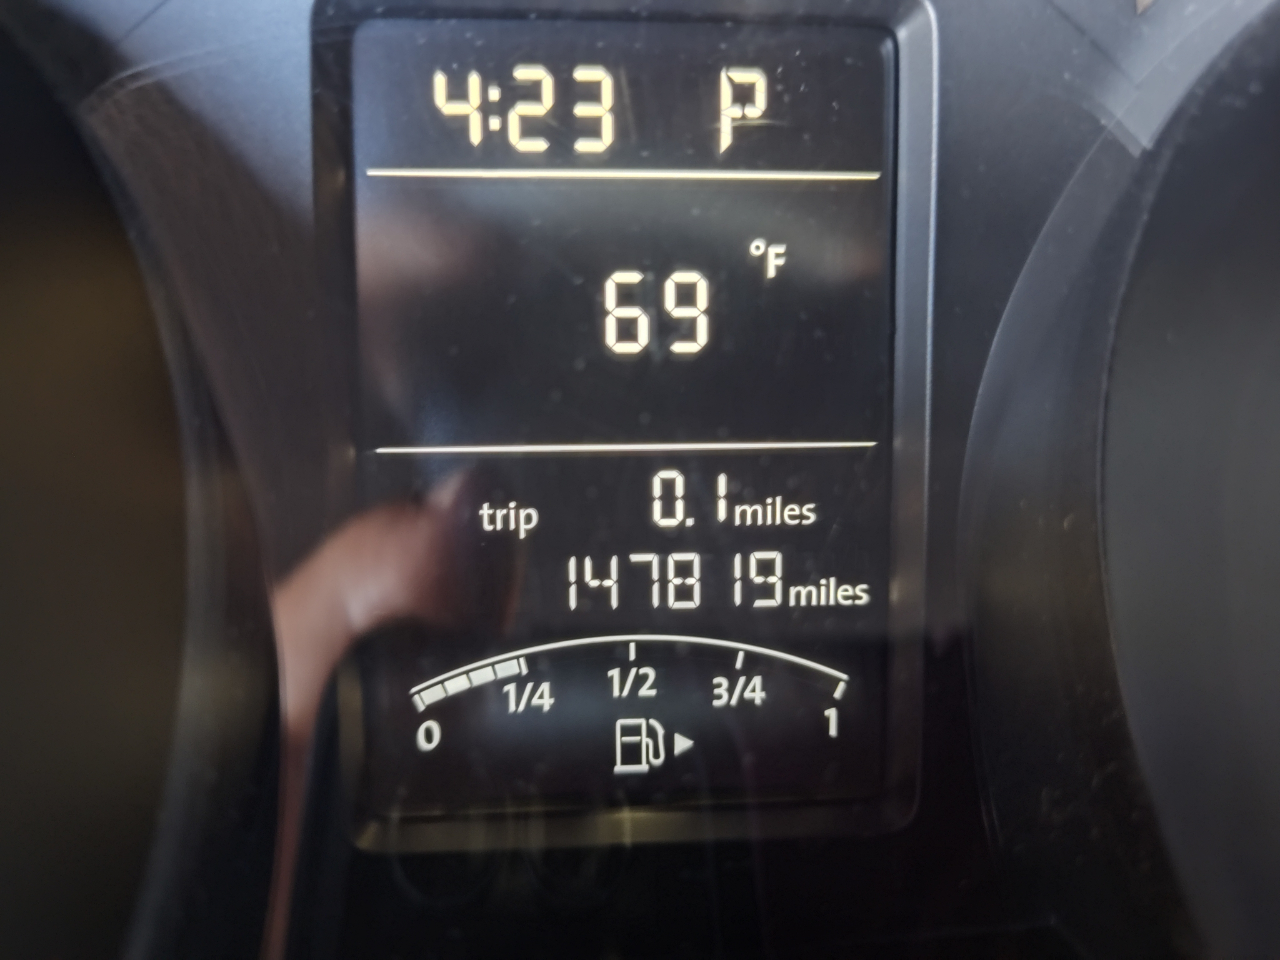 4:23 P
°F
69
trip 0.1 miles
147819 miles
0 1/4 1/2 3/4 1